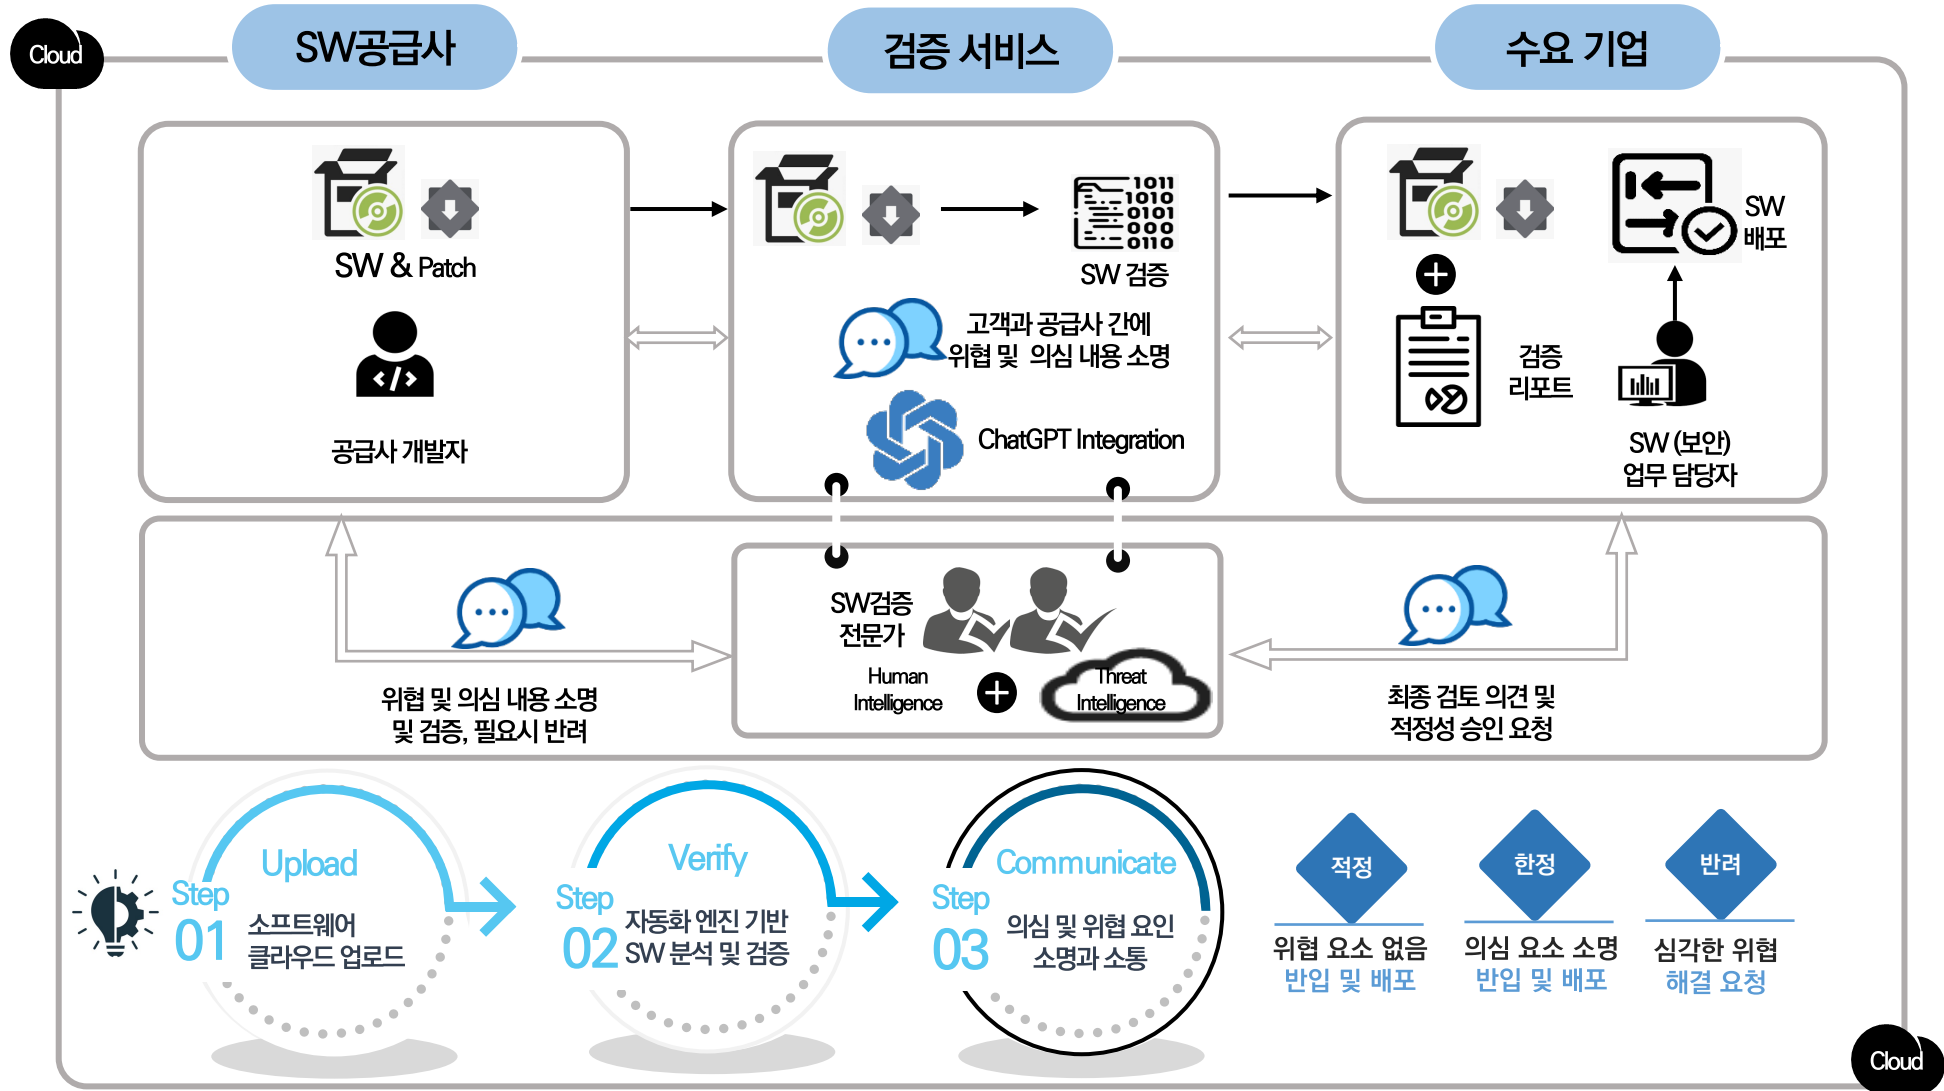 Cloud
SW공급사
검증 서비스
수요 기업
SW & Patch
공급사 개발자
1011
1010
0101
000
0110
SW 검증
고객과 공급사 간에
위협 및 의심 내용 소명
ChatGPT Integration
SW
배포
검증
리포트
SW (보안)
업무 담당자
위협 및 의심 내용 소명
및 검증, 필요시 반려
SW검증
전문가
Human
Intelligence
Threat
Intelligence
최종 검토 의견 및
적정성 승인 요청
Step
01
Upload
소프트웨어
클라우드 업로드
Step
02
Verify
자동화 엔진 기반
SW 분석 및 검증
Step
03
Communicate
의심 및 위협 요인
소명과 소통
적정
위협 요소 없음
반입 및 배포
한정
의심 요소 소명
반입 및 배포
반려
심각한 위협
해결 요청
Cloud